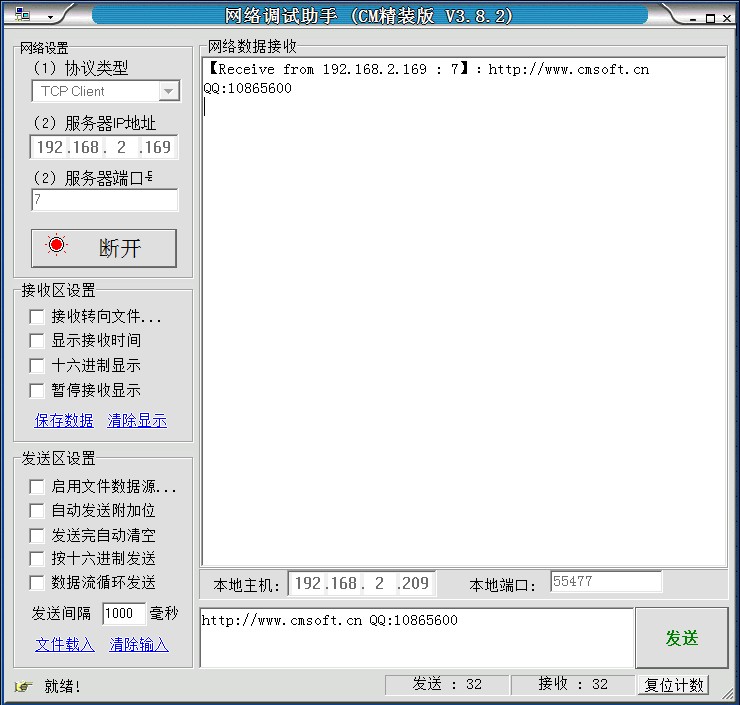 网络调试助手 (CM精装版 V3.8.2)
网络设置
(1) 协议类型
TCP Client
(2) 服务器IP地址
192.168. 2 .169
(2) 服务器端口号
7
断开
接收区设置
接收转向文件...
显示接收时间
十六进制显示
暂停接收显示
保存数据 清除显示
发送区设置
启用文件数据源...
自动发送附加位
发送完自动清空
按十六进制发送
数据流循环发送
发送间隔 1000 毫秒
文件载入 清除输入
网络数据接收
【Receive from 192.168.2.169 : 7】：http://www.cmsoft.cn
QQ:10865600
本地主机: 192.168. 2 .209 本地端口: 55477
http://www.cmsoft.cn QQ:10865600
发送
就绪!
发送 : 32
接收 : 32
复位计数